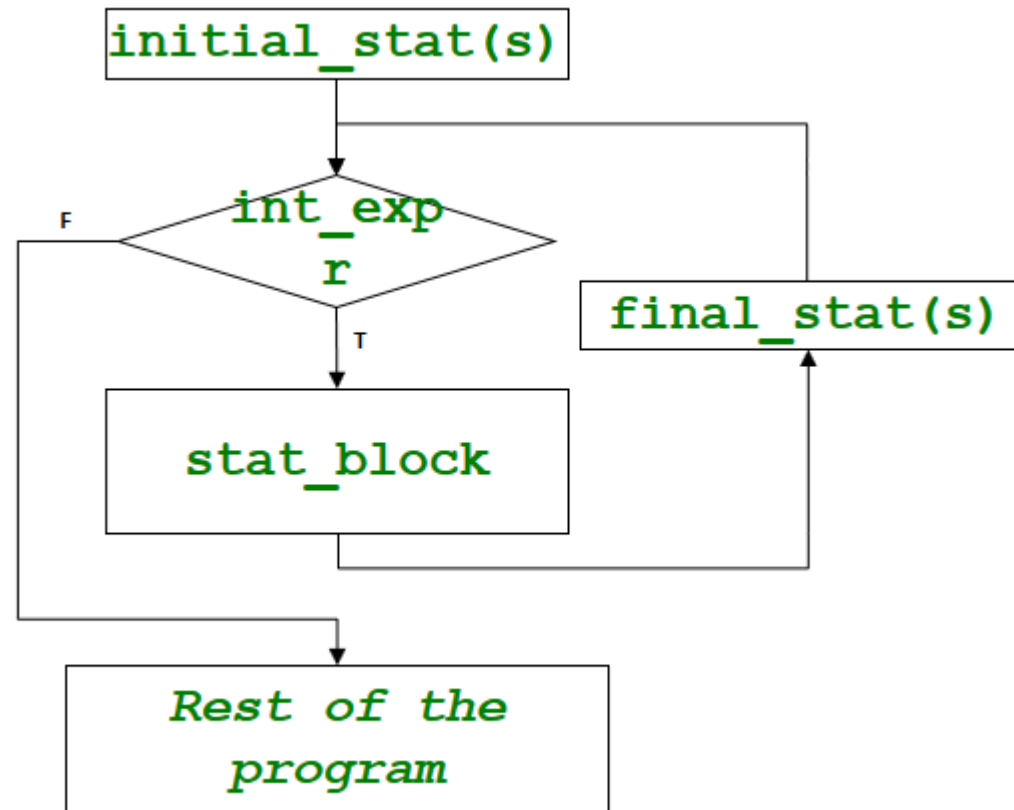 initial_stat(s)
F
int_exp
r
final_stat(s)
T
stat_block
Rest of the
program